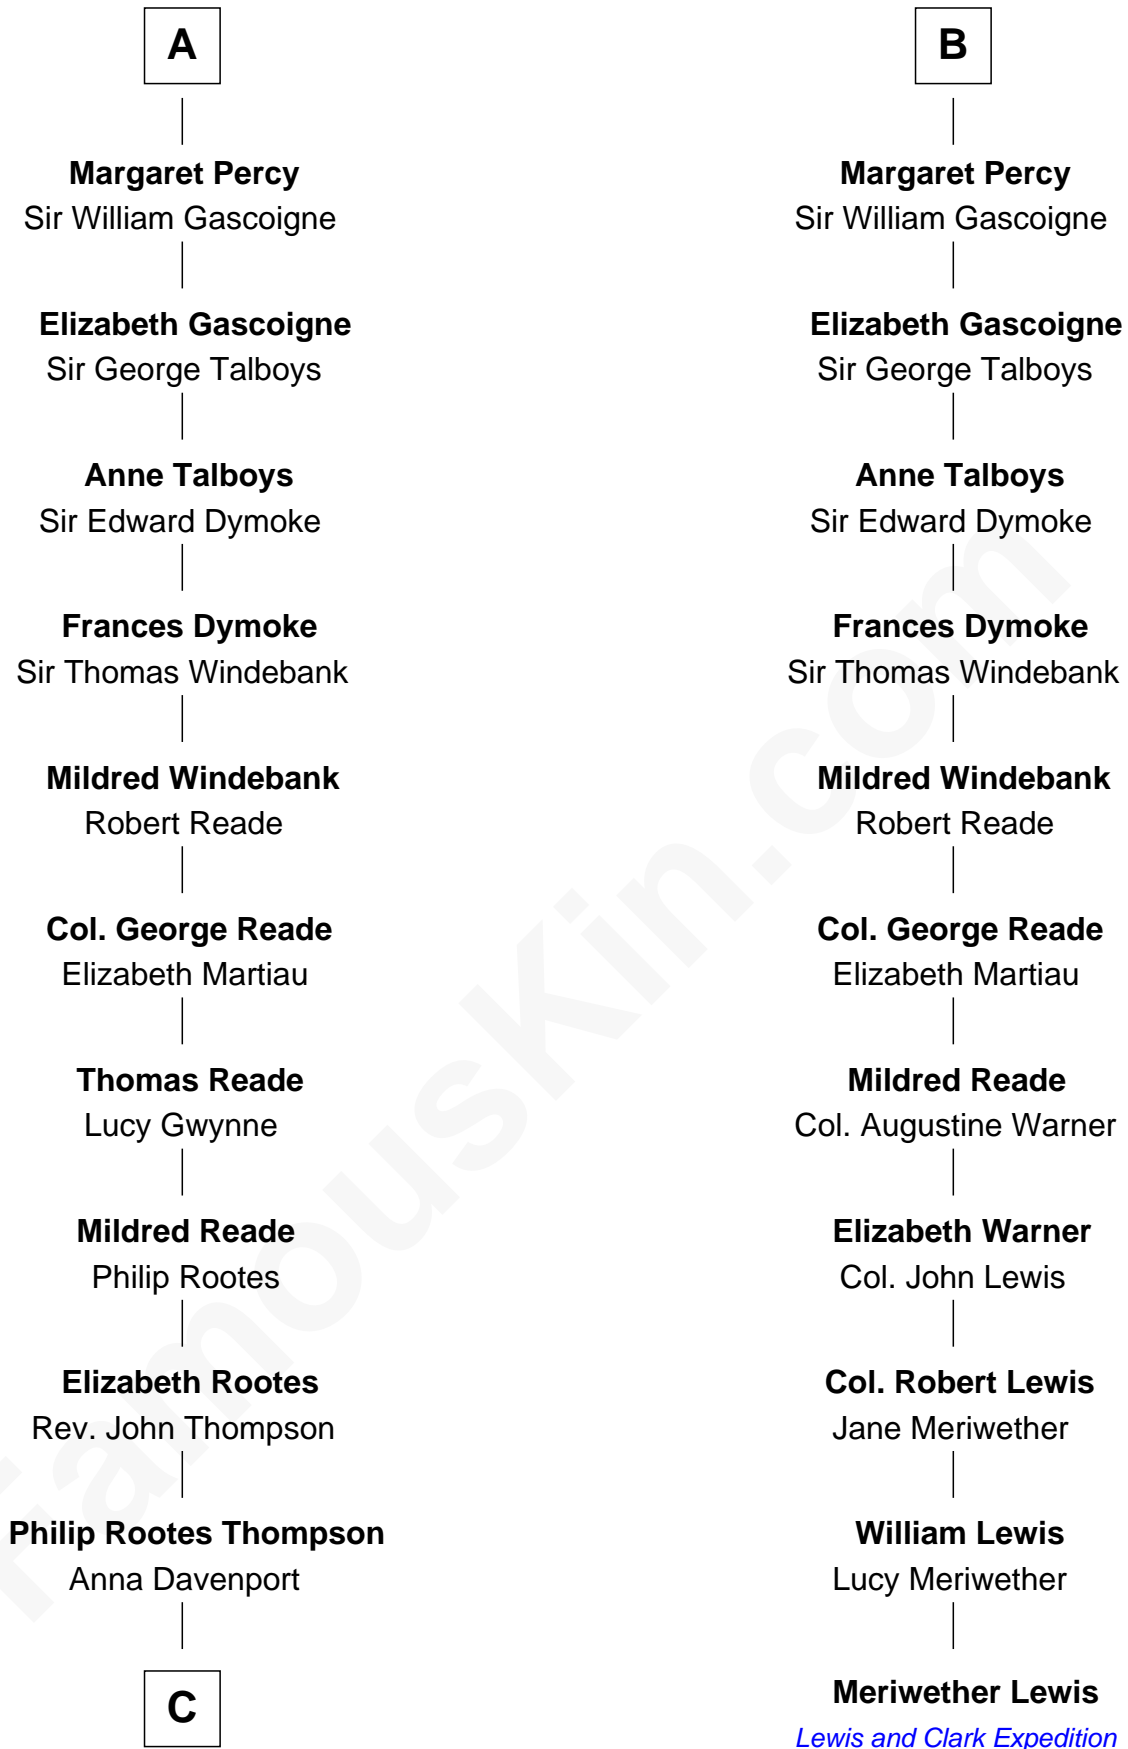 A
Margaret Percy
Sir William Gascoigne
Elizabeth Gascoigne
Sir George Talboys
Anne Talboys
Sir Edward Dymoke
Frances Dymoke
Sir Thomas Windebank
Mildred Windebank
Robert Reade
Col. George Reade
Elizabeth Martiau
Thomas Reade
Lucy Gwynne
Mildred Reade
Philip Rootes
Elizabeth Rootes
Rev. John Thompson
Philip Rootes Thompson
Anna Davenport
C
B
Margaret Percy
Sir William Gascoigne
Elizabeth Gascoigne
Sir George Talboys
Anne Talboys
Sir Edward Dymoke
Frances Dymoke
Sir Thomas Windebank
Mildred Windebank
Robert Reade
Col. George Reade
Elizabeth Martiau
Mildred Reade
Col. Augustine Warner
Elizabeth Warner
Col. John Lewis
Col. Robert Lewis
Jane Meriwether
William Lewis
Lucy Meriwether
Meriwether Lewis
Lewis and Clark Expedition
FamousKin.com